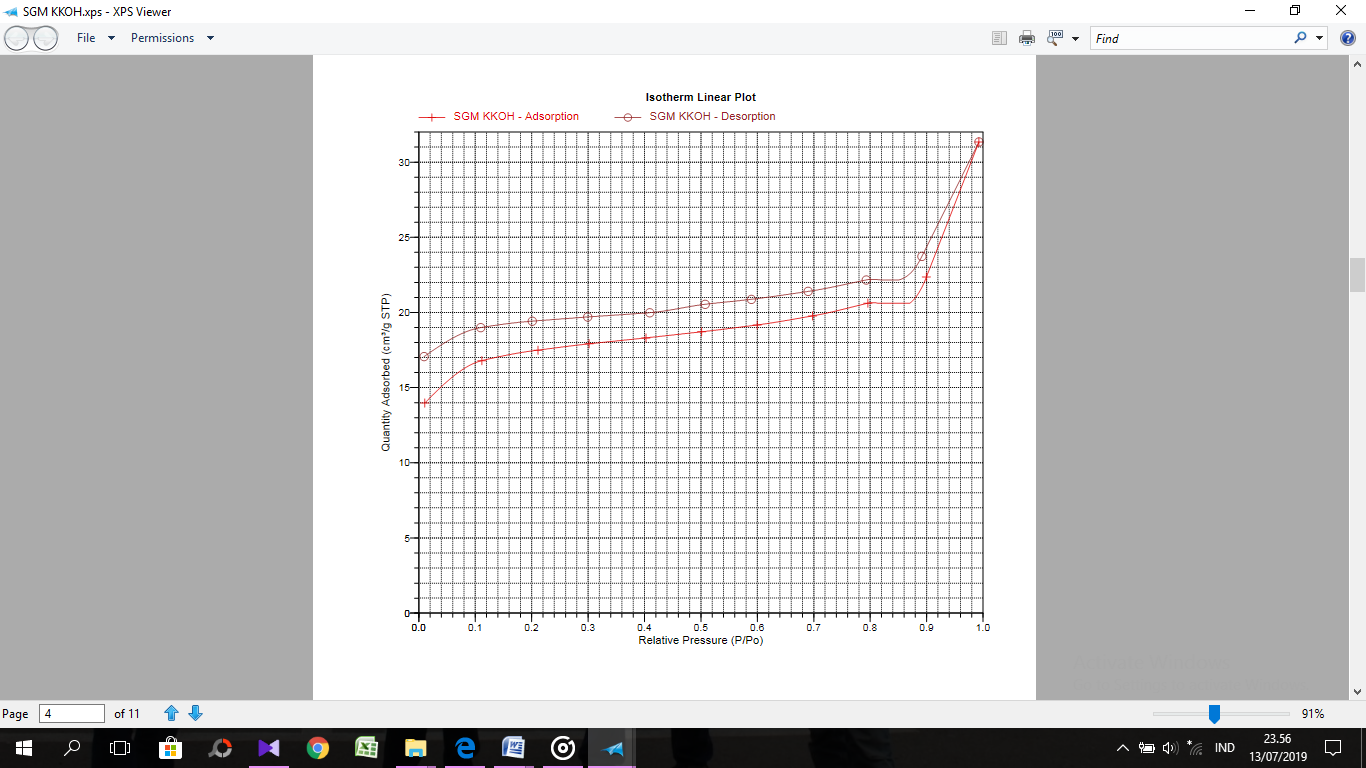 SGM KKOH.xps - XPS Viewer
File Permissions
100
Find
Isotherm Linear Plot
SGM KKOH - Adsorption SGM KKOH - Desorption
Quantity Adsorbed (cm³/g STP)
30
25
20
15
10
5
0
0.0 0.1 0.2 0.3 0.4 0.5 0.6 0.7 0.8 0.9 1.0
Relative Pressure (P/Po)
Page 4 of 11
91%
IND
23.56
13/07/2019